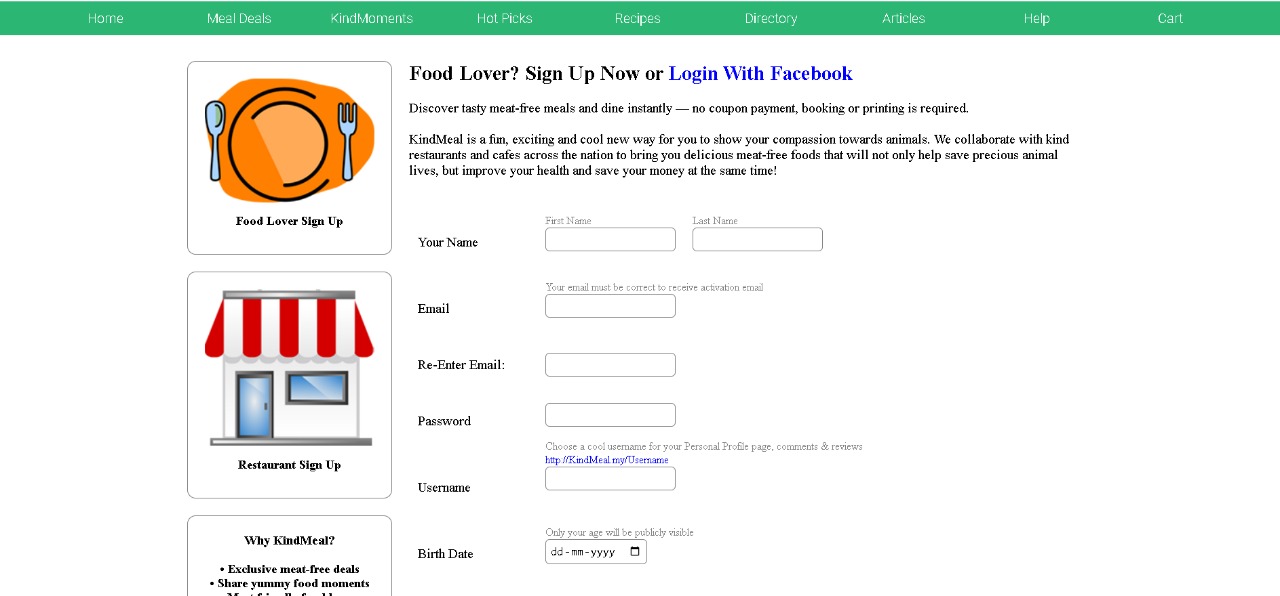 Home Meal Deals KindMoments Hot Picks Recipes Directory Articles Help Cart
Food Lover Sign Up
Restaurant Sign Up
Why KindMeal?
• Exclusive meat-free deals
• Share yummy food moments
Food Lover? Sign Up Now or Login With Facebook
Discover tasty meat-free meals and dine instantly — no coupon payment, booking or printing is required.
KindMeal is a fun, exciting and cool new way for you to show your compassion towards animals. We collaborate with kind
restaurants and cafes across the nation to bring you delicious meat-free foods that will not only help save precious animal
lives, but improve your health and save your money at the same time!
First Name Last Name
Your Name
Your email must be correct to receive activation email
Email
Re-Enter Email:
Password
Choose a cool username for your Personal Profile page, comments & reviews
http://KindMeal.my/Username
Username
Only your age will be publicly visible
Birth Date dd-mm-yyyy